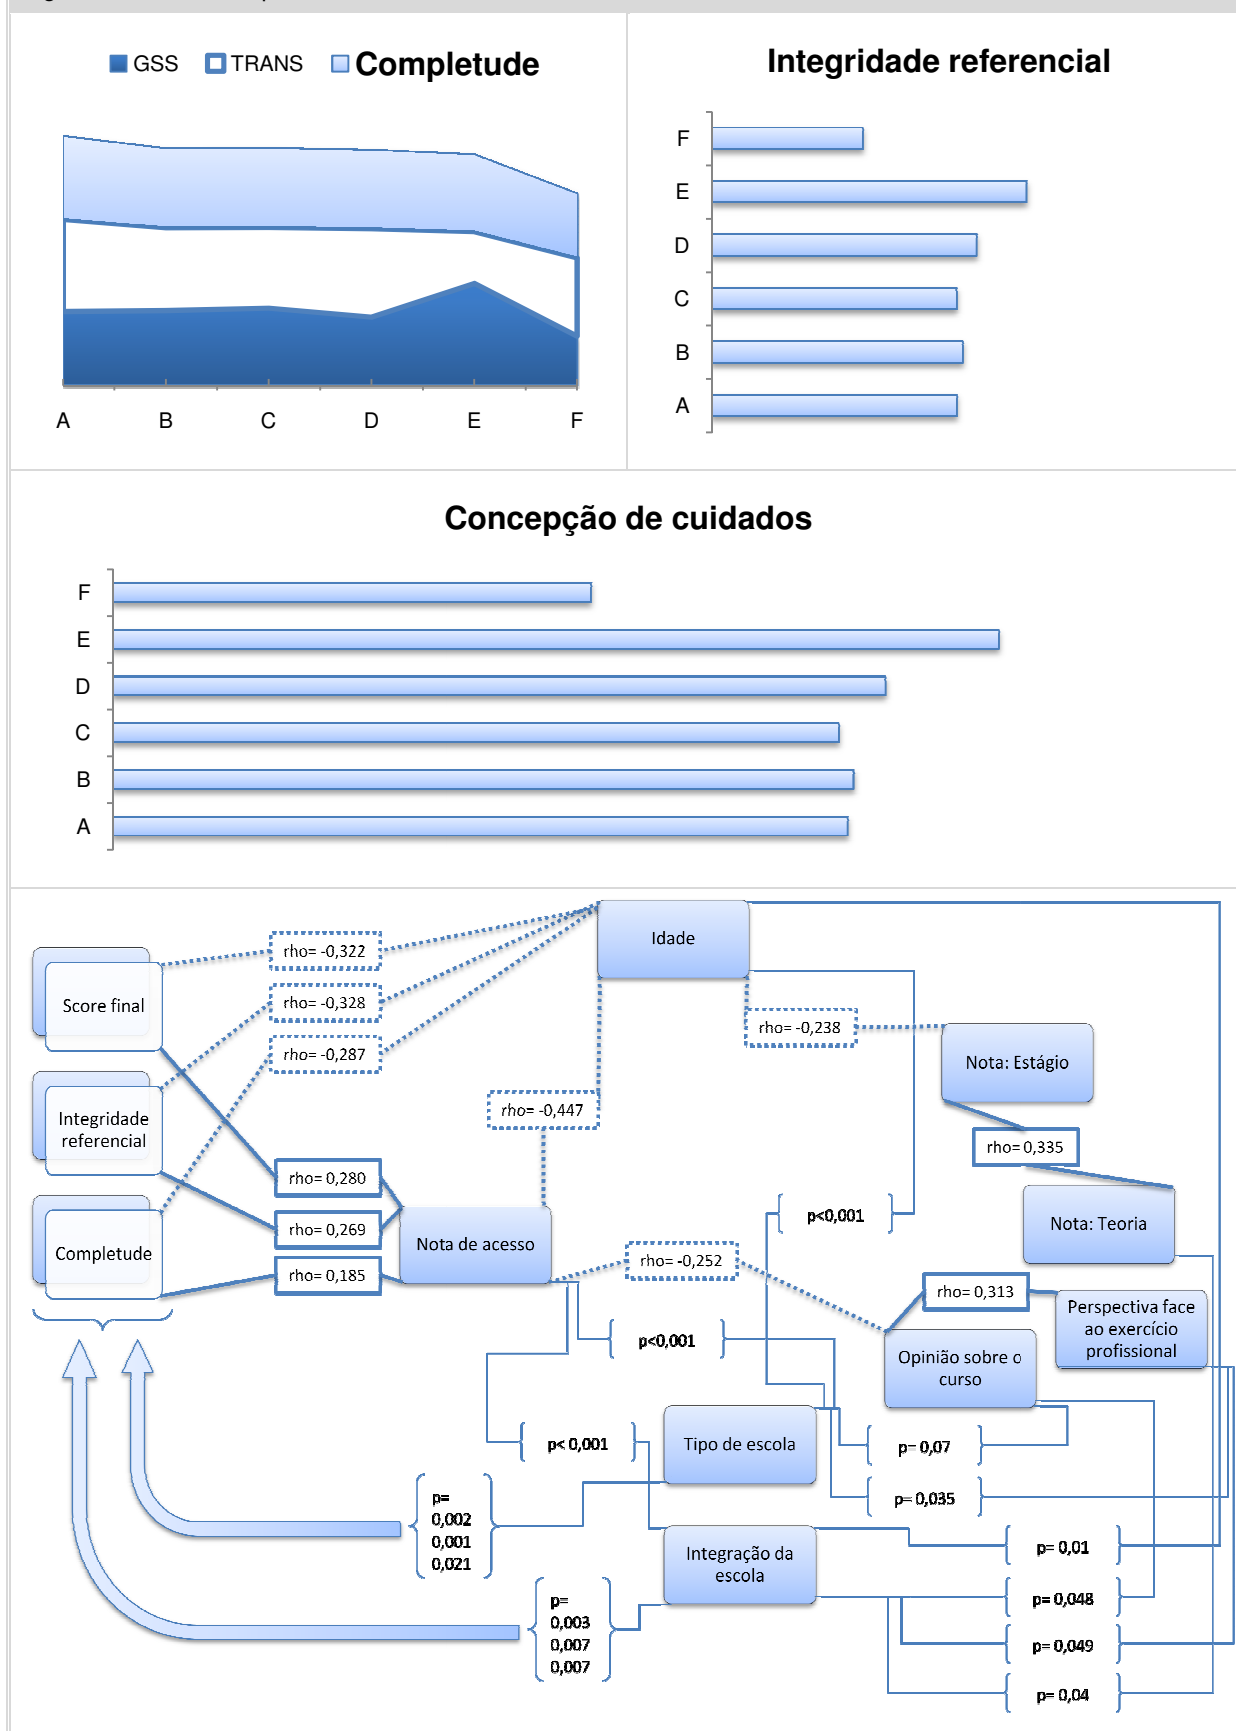 GSS TRANS Completude
A B C D E F
Integridade referencial
F
E
D
C
B
A
Concepção de cuidados
F
E
D
C
B
A
Idade
rho= -0,322
rho= -0,328
rho= -0,287
Score final
Integridade
referencial
Completude
rho= -0,238
Nota: Estágio
rho= -0,447
rho= 0,335
rho= 0,280
rho= 0,269
rho= 0,185
Nota de acesso
p<0,001
Nota: Teoria
rho= -0,252
rho= 0,313
Perspectiva face
ao exercício
profissional
p<0,001
Opinião sobre o
curso
p< 0,001
Tipo de escola
p= 0,07
p= 0,035
p=
0,002
0,001
0,021
Integração da
escola
p= 0,01
p= 0,048
p= 0,049
p= 0,04
p=
0,003
0,007
0,007